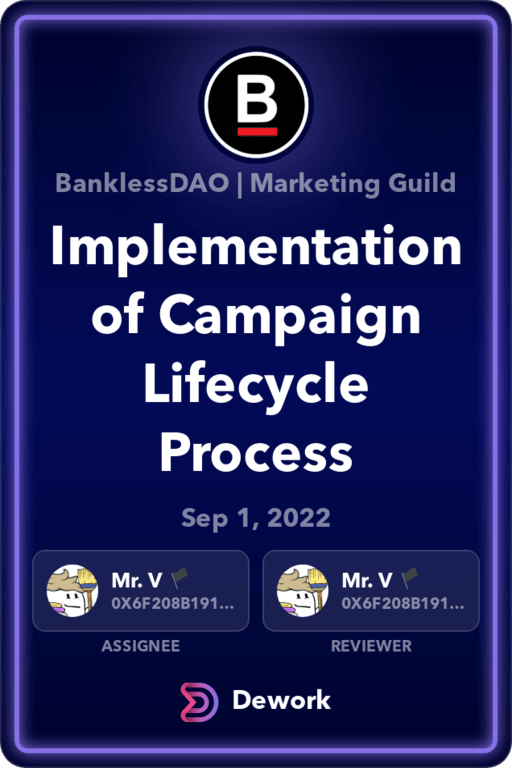 B
BanklessDAO | Marketing Guild
Implementation
of Campaign
Lifecycle
Process
Sep 1, 2022
Mr. V 🏴 Mr. V 🏴
0X6F208B191... 0X6F208B191...
ASSIGNEE REVIEWER
Dework